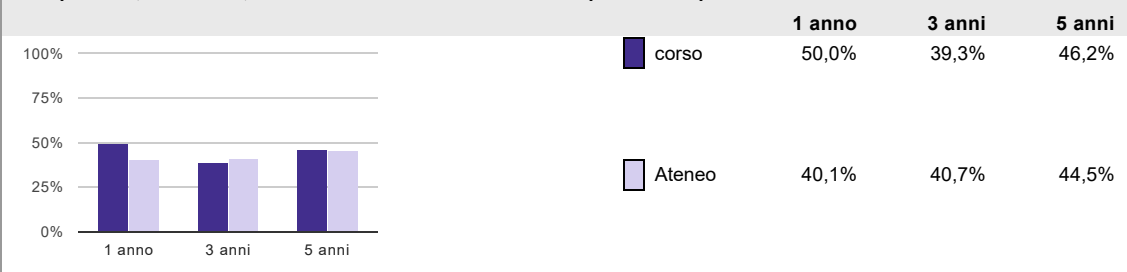 1 anno 3 anni 5 anni
100%
75%
50%
25%
0%
1 anno 3 anni 5 anni
corso 50,0% 39,3% 46,2%
Ateneo 40,1% 40,7% 44,5%